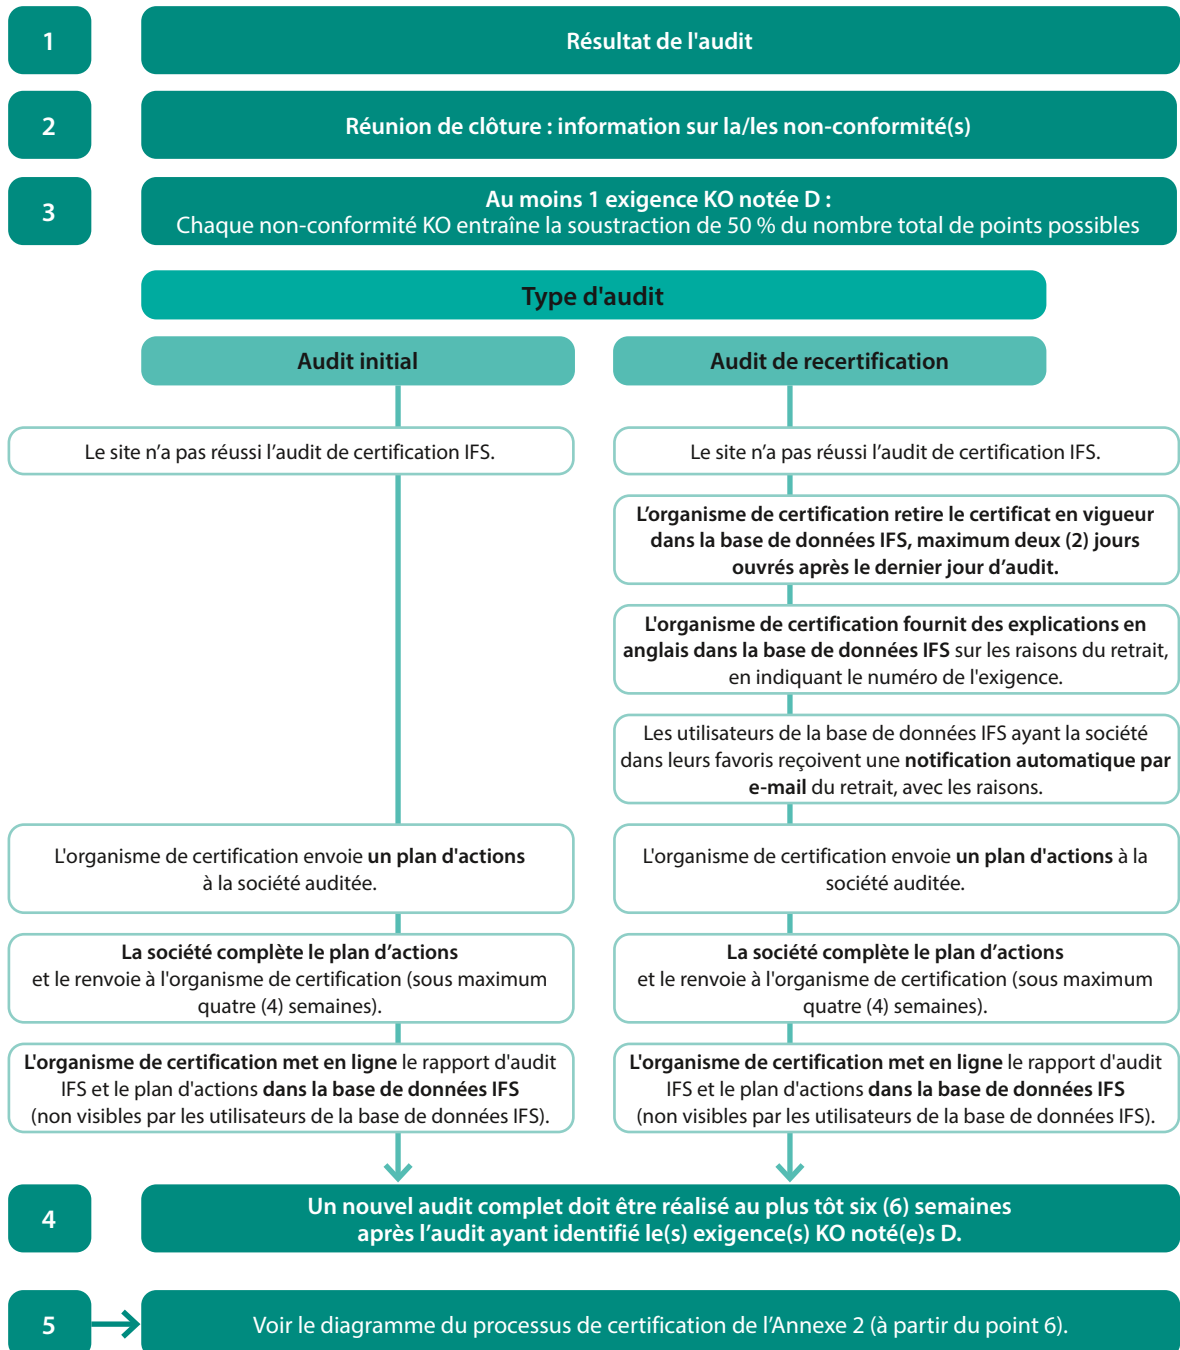 1
Résultat de l'audit
2
Réunion de clôture : information sur la/les non-conformité(s)
3
Au moins 1 exigence KO notée D :
Chaque non-conformité KO entraîne la soustraction de 50 % du nombre total de points possibles
Type d'audit
Audit initial
Le site n’a pas réussi l’audit de certification IFS.
L'organisme de certification envoie un plan d'actions
à la société auditée.
La société complète le plan d’actions
et le renvoie à l'organisme de certification (sous maximum
quatre (4) semaines).
L'organisme de certification met en ligne le rapport d'audit
IFS et le plan d'actions dans la base de données IFS
(non visibles par les utilisateurs de la base de données IFS).
Audit de recertification
Le site n’a pas réussi l’audit de certification IFS.
L’organisme de certification retire le certificat en vigueur
dans la base de données IFS, maximum deux (2) jours
ouvrés après le dernier jour d’audit.
L'organisme de certification fournit des explications en
anglais dans la base de données IFS sur les raisons du retrait,
en indiquant le numéro de l'exigence.
Les utilisateurs de la base de données IFS ayant la société
dans leurs favoris reçoivent une notification automatique par
e-mail du retrait, avec les raisons.
L'organisme de certification envoie un plan d'actions à la
société auditée.
La société complète le plan d’actions
et le renvoie à l'organisme de certification (sous maximum
quatre (4) semaines).
L'organisme de certification met en ligne le rapport d'audit
IFS et le plan d'actions dans la base de données IFS
(non visibles par les utilisateurs de la base de données IFS).
4
Un nouvel audit complet doit être réalisé au plus tôt six (6) semaines
après l’audit ayant identifié le(s) exigence(s) KO noté(e)s D.
5
Voir le diagramme du processus de certification de l’Annexe 2 (à partir du point 6).